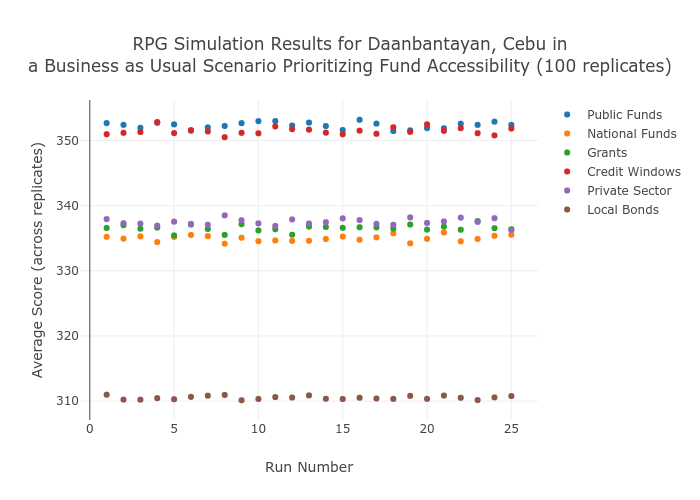 RPG Simulation Results for Daanbantayan, Cebu in
a Business as Usual Scenario Prioritizing Fund Accessibility (100 replicates)
Average Score (across replicates)
350
340
330
320
310
0
5
10
15
20
25
Run Number
Public Funds
National Funds
Grants
Credit Windows
Private Sector
Local Bonds